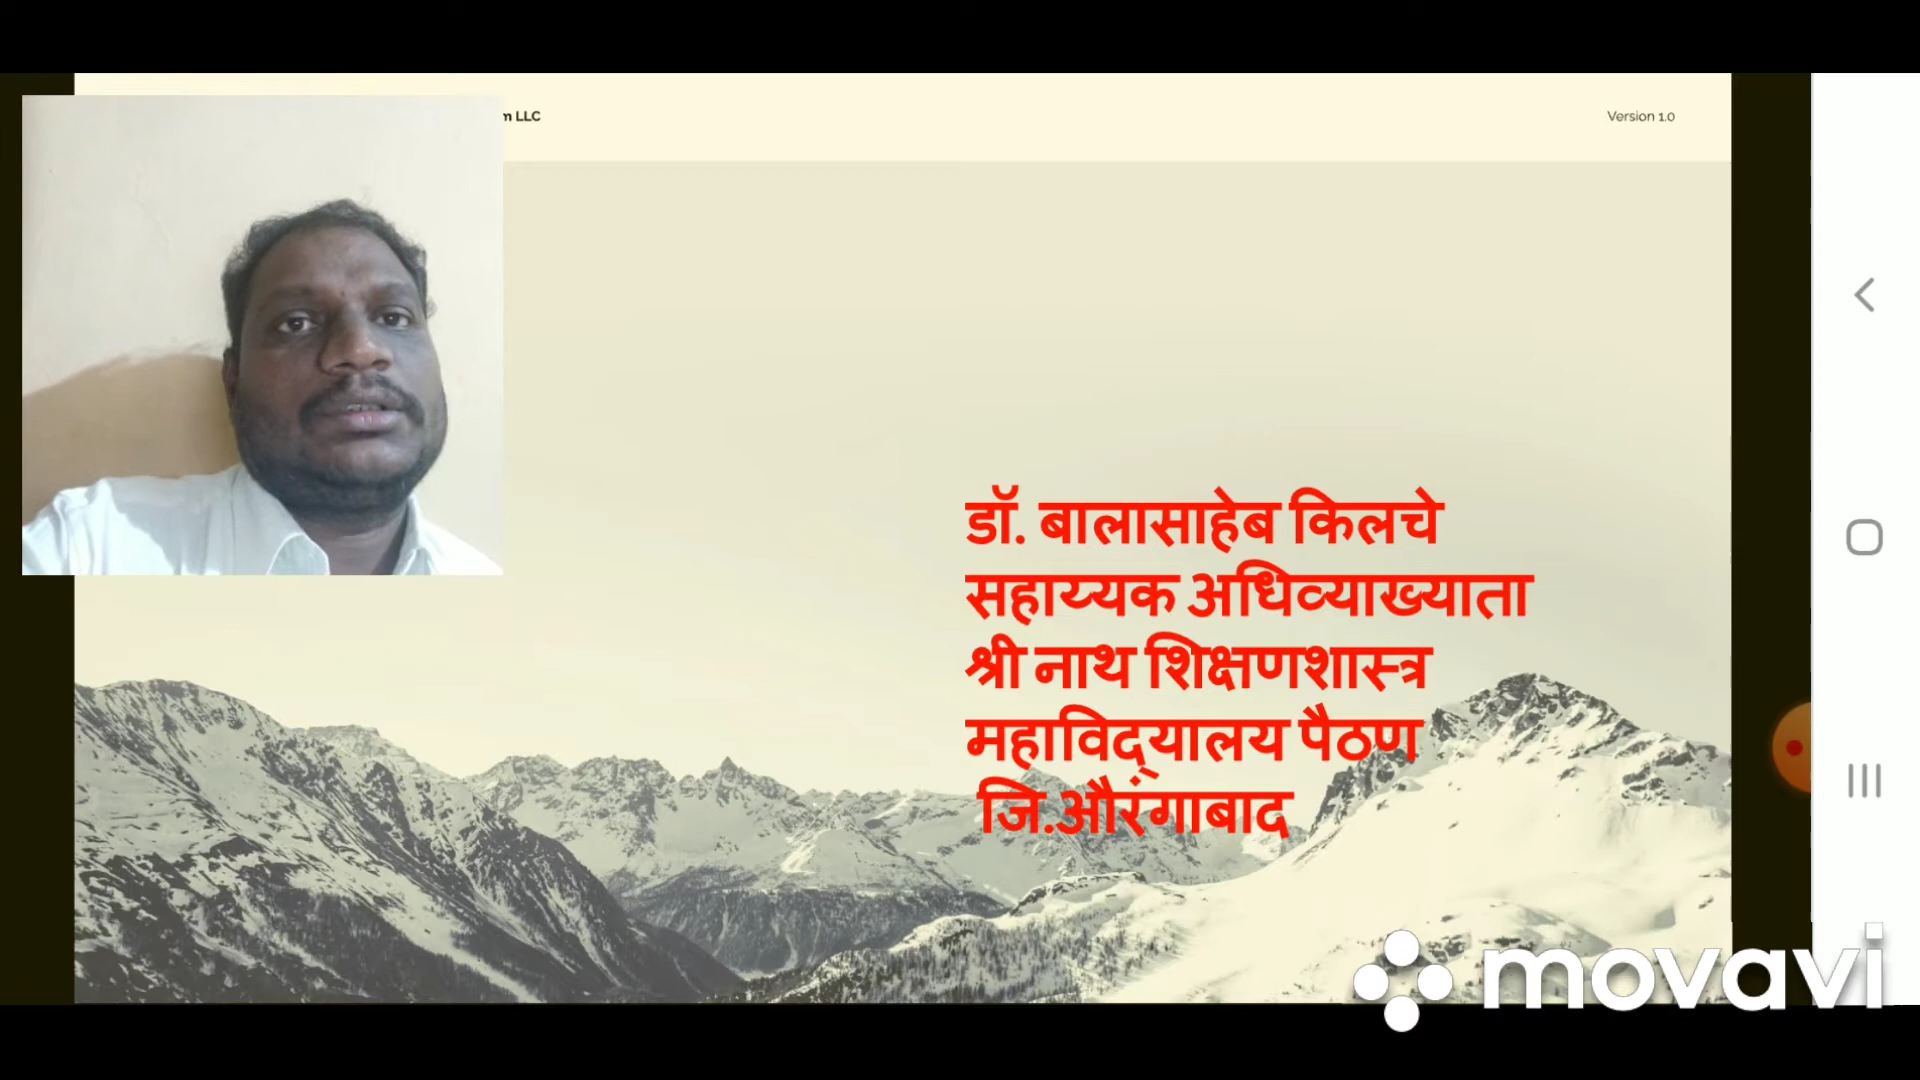 m LLC
Version 1.0
डॉ. बालासाहेब किलचे
सहाय्यक अधिव्याख्याता
श्री नाथ शिक्षणशास्त्र
महाविद्‌यालय पैठण
जि.औरंगाबाद
movavi